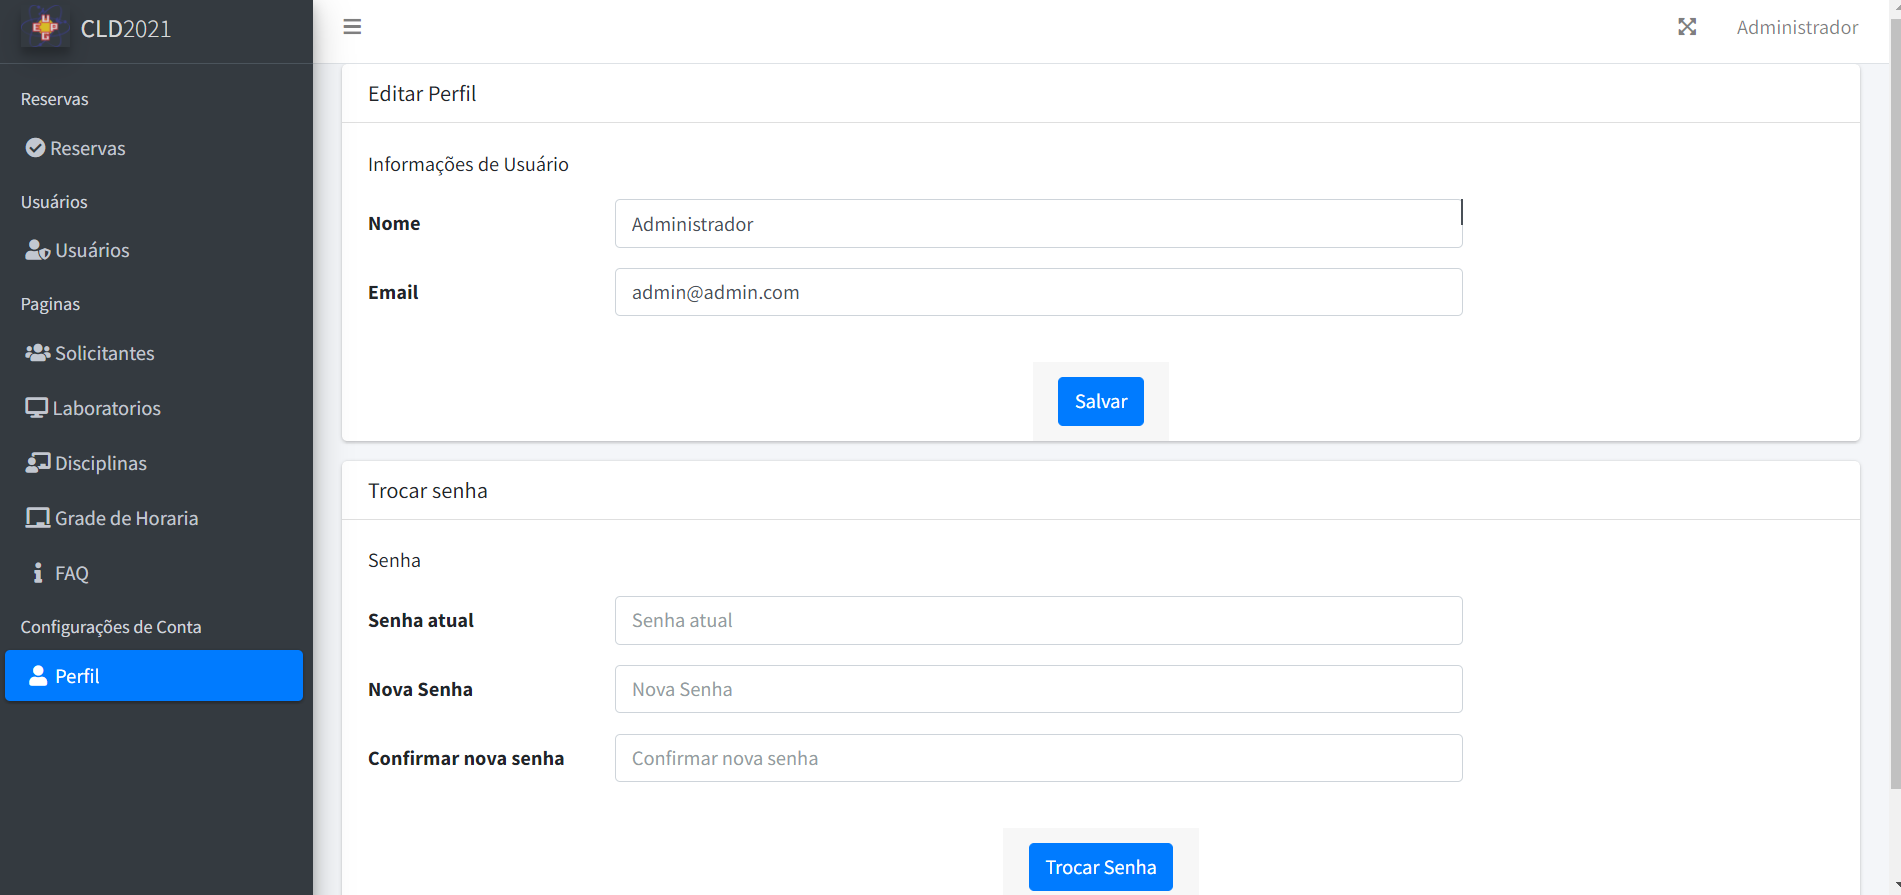 CLD2021
Administrador
Reservas
Reservas
Usuários
Usuários
Paginas
Solicitantes
Laboratorios
Disciplinas
Grade de Horaria
FAQ
Configurações de Conta
Perfil
Editar Perfil
Informações de Usuário
Nome Administrador
Email admin@admin.com
Salvar
Trocar senha
Senha
Senha atual Senha atual
Nova Senha Nova Senha
Confirmar nova senha Confirmar nova senha
Trocar Senha